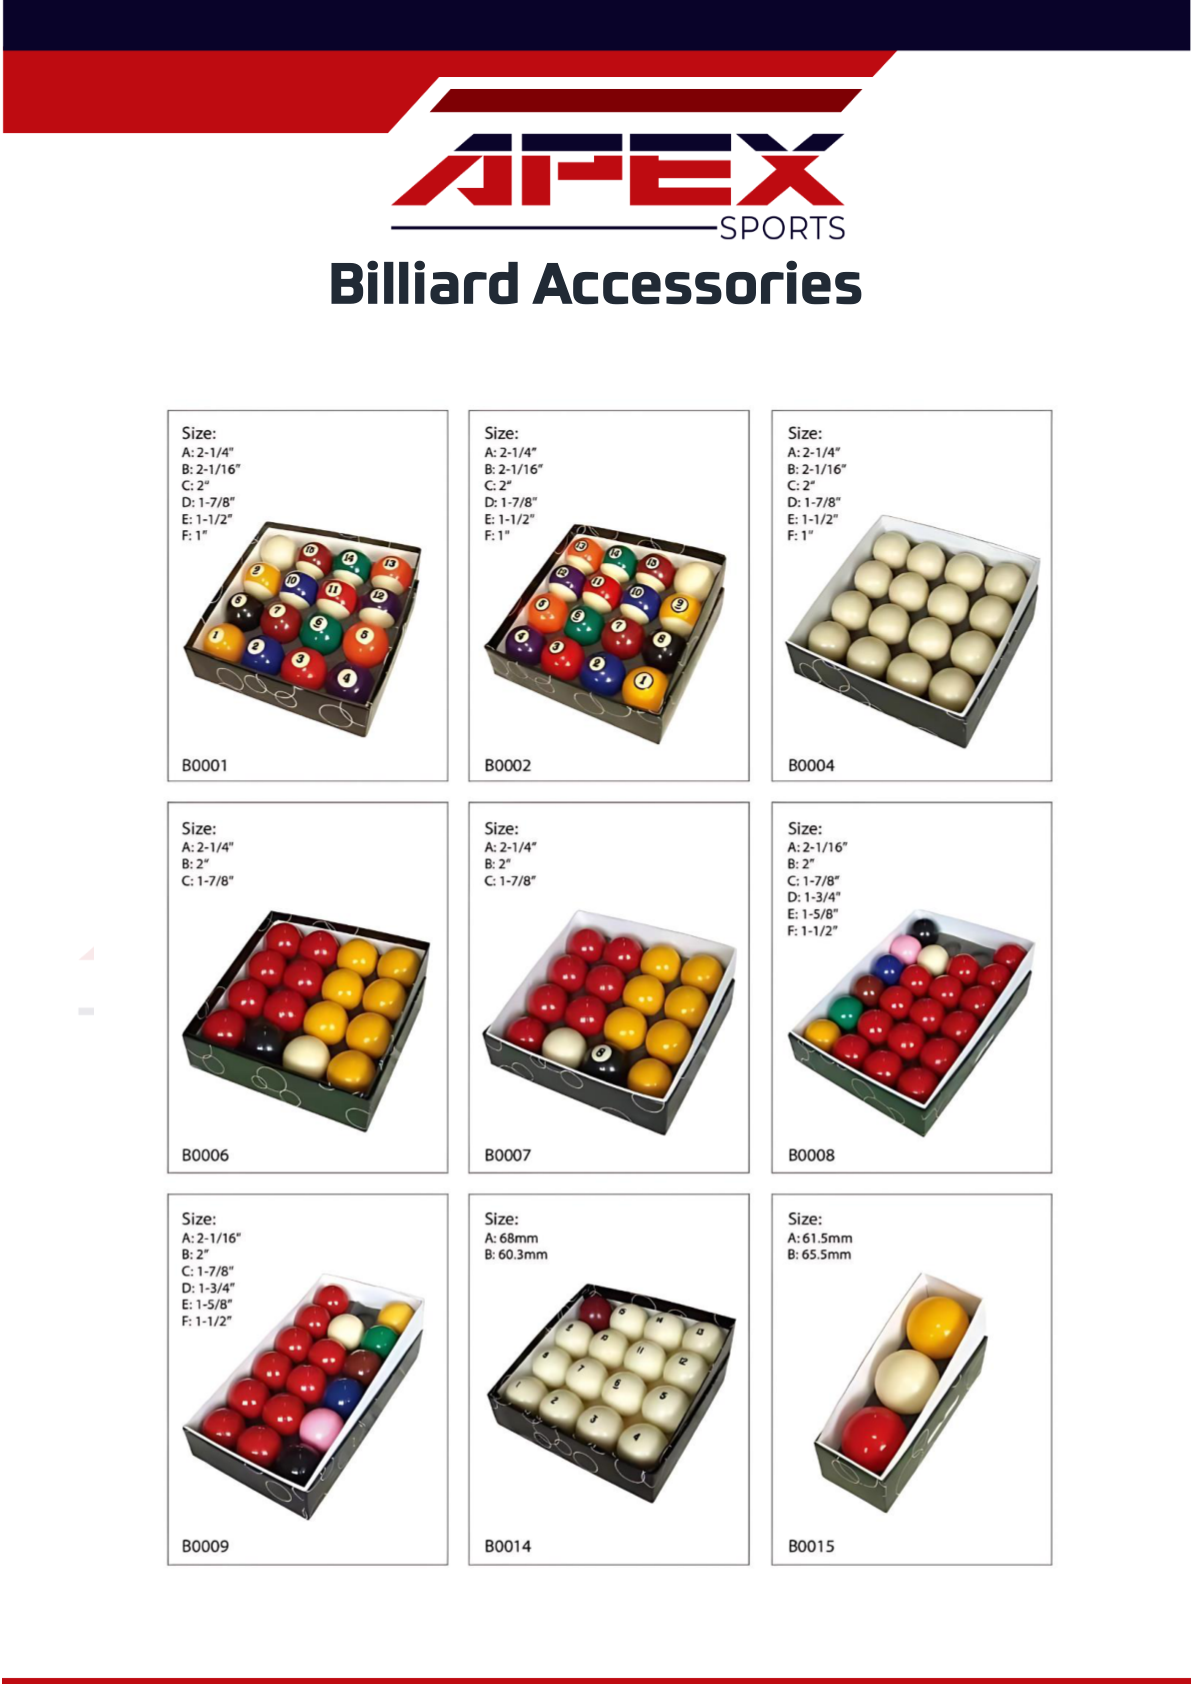 APEX
SPORTS
Billiard Accessories
Size:
A: 2-1/4"
B: 2-1/16"
C: 2"
D: 1-7/8"
E: 1-1/2"
F: 1"
B0001
Size:
A: 2-1/4"
B: 2-1/16"
C: 2"
D: 1-7/8"
E: 1-1/2"
F: 1"
B0002
Size:
A: 2-1/4"
B: 2-1/16"
C: 2"
D: 1-7/8"
E: 1-1/2"
F: 1"
B0004
Size:
A: 2-1/4"
B: 2"
C: 1-7/8"
B0006
Size:
A: 2-1/4"
B: 2"
C: 1-7/8"
8
B0007
Size:
A: 2-1/16"
B: 2"
C: 1-7/8"
D: 1-3/4"
E: 1-5/8"
F: 1-1/2"
B0008
Size:
A: 2-1/16"
B: 2"
C: 1-7/8"
D: 1-3/4"
E: 1-5/8"
F: 1-1/2"
B0009
Size:
A: 68mm
B: 60.3mm
B0014
Size:
A: 61.5mm
B: 65.5mm
B0015